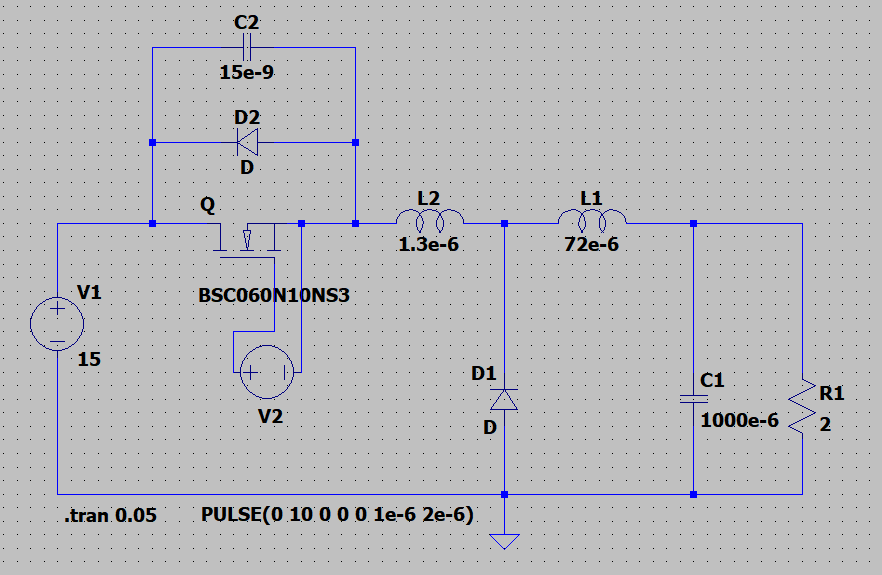 C2
15e-9
D2
D
Q
L2
L1
1.3e-6
72e-6
BSC060N10NS3
V1
15
V2
D1
D
C1
1000e-6
R1
2
.tran 0.05
PULSE(0 10 0 0 0 1e-6 2e-6)